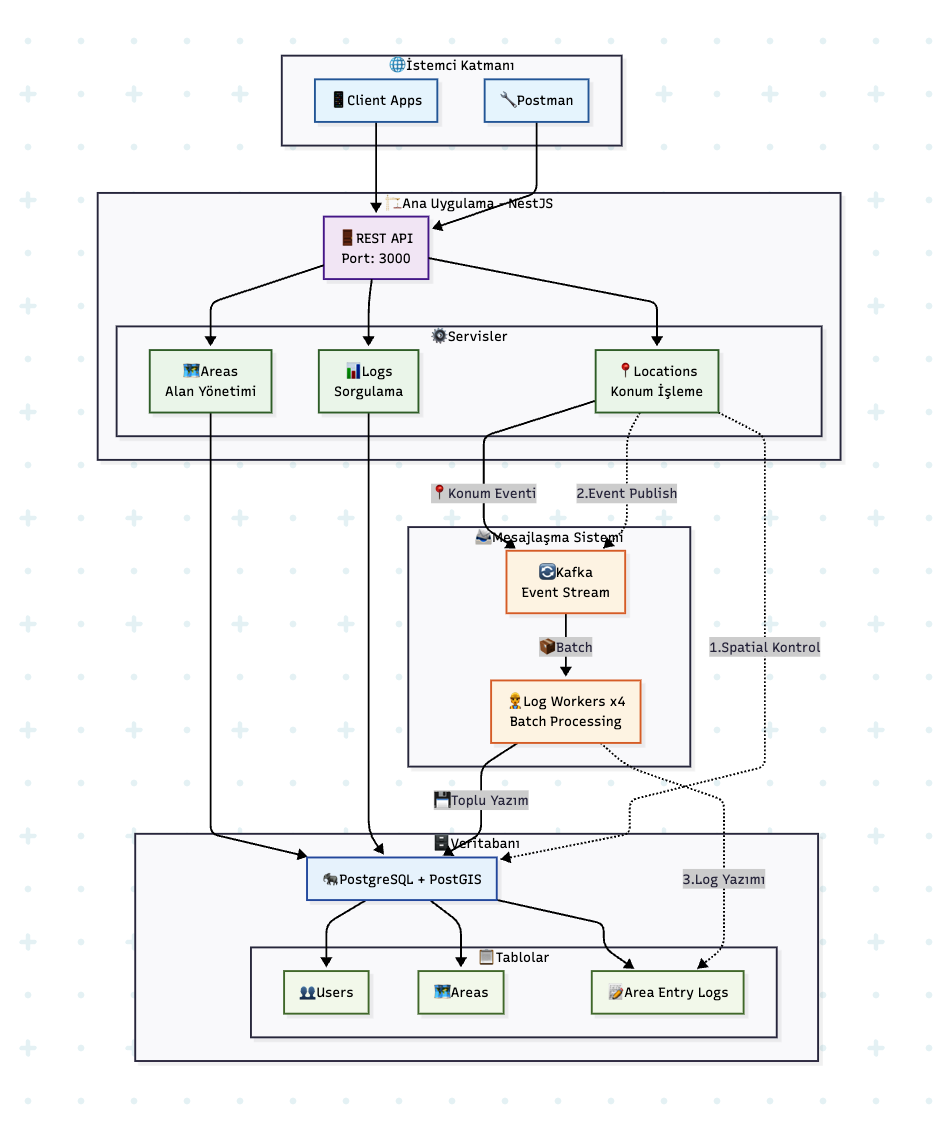 🌐İstemci Katmanı
📱Client Apps
🔧Postman
🏗️Ana Uygulama - NestJS
🚪REST API
Port: 3000
⚙️Servisler
🗺️Areas
Alan Yönetimi
📊Logs
Sorgulama
📍Locations
Konum İşleme
📍Konum Eventi
2.Event Publish
📨Mesajlaşma Sistemi
🔄Kafka
Event Stream
📦Batch
1.Spatial Kontrol
👷Log Workers x4
Batch Processing
💾Toplu Yazım
🗄️Veritabanı
🐘PostgreSQL + PostGIS
3.Log Yazımı
📋Tablolar
👥Users
🗺️Areas
📝Area Entry Logs